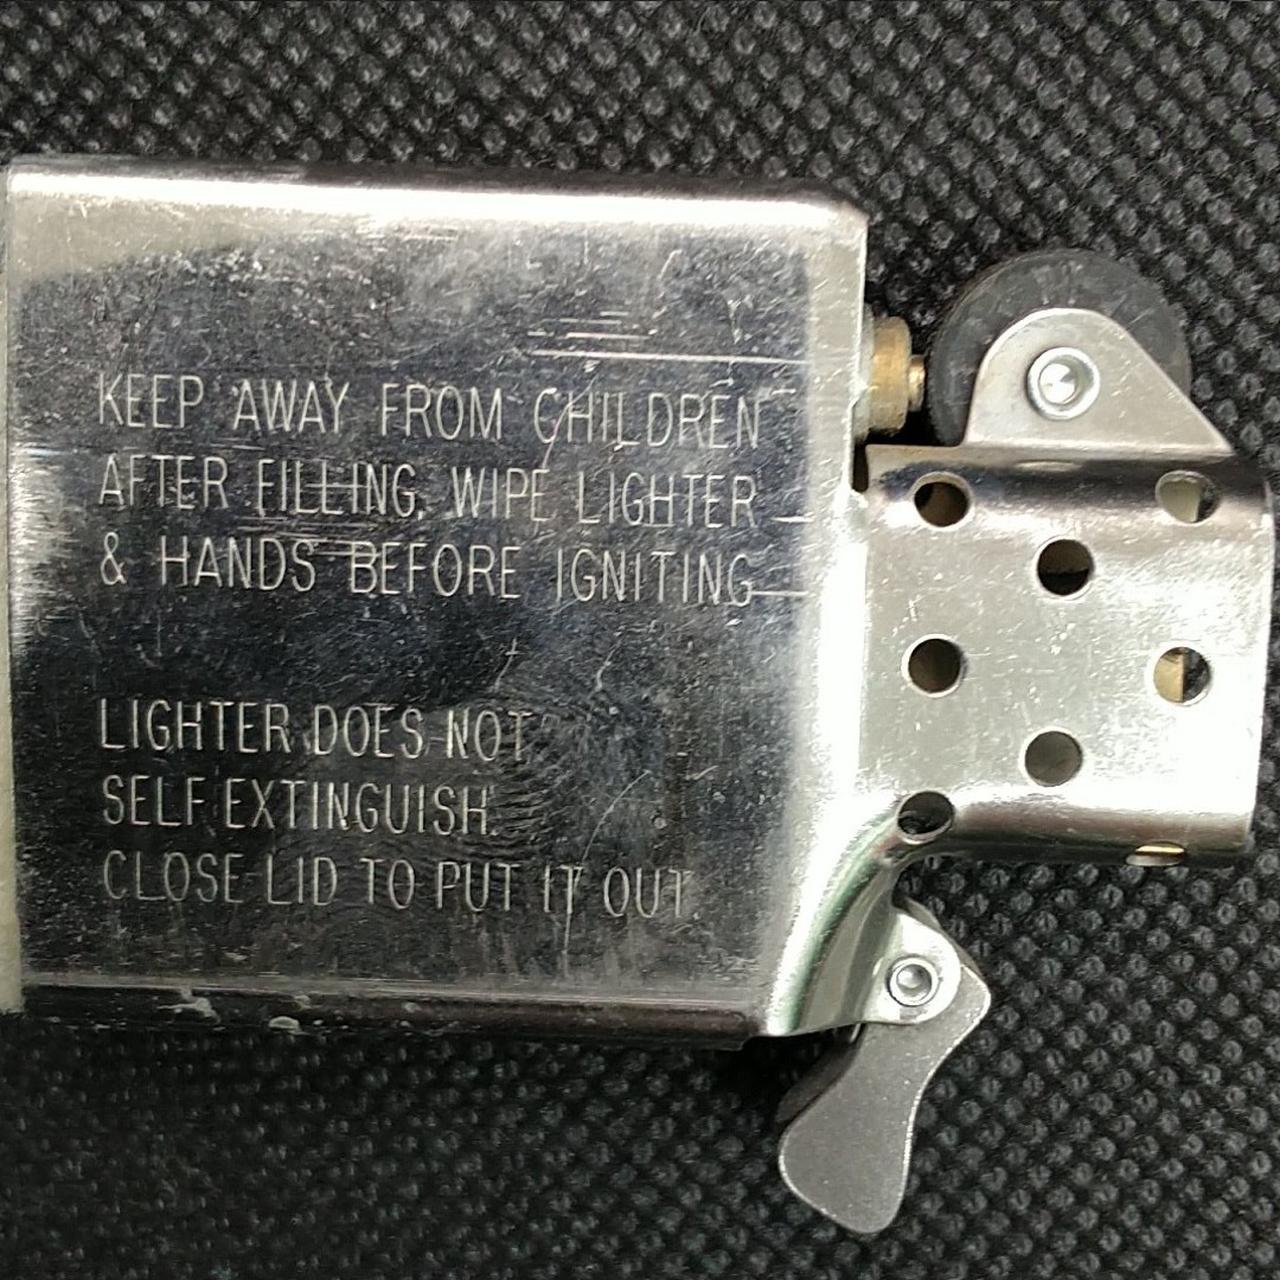 KEEP AWAY FROM CHILDREN
AFTER FILLING, WIPE LIGHTER
& HANDS BEFORE IGNITING
LIGHTER DOES NOT
SELF EXTINGUISH.
CLOSE LID TO PUT IT OUT.